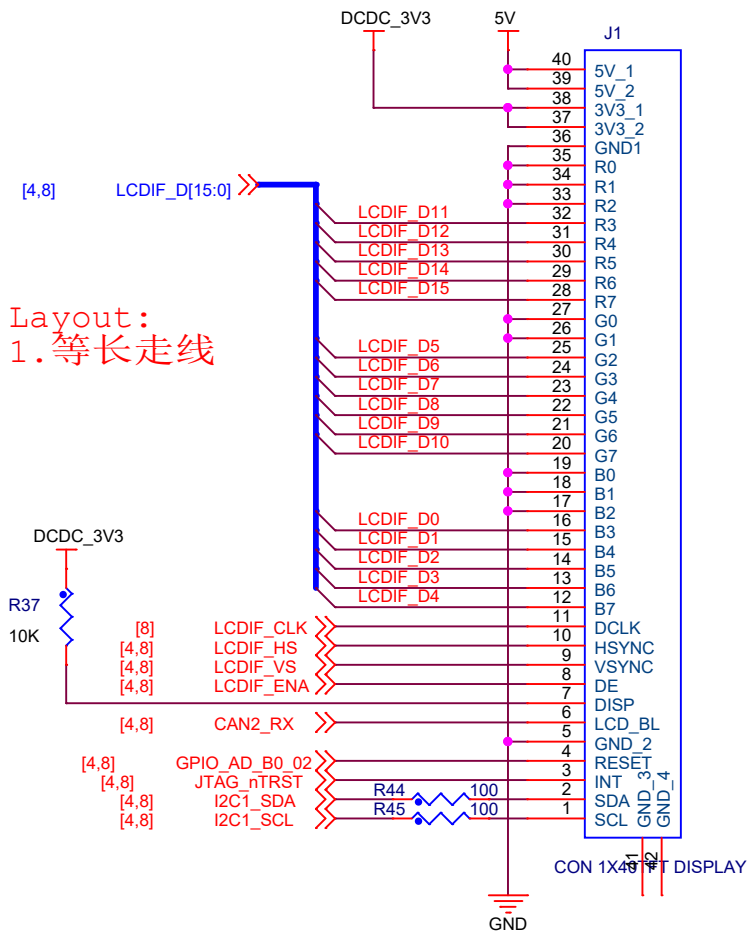 DCDC_3V3
5V
J1
40
5V_1
39
5V_2
38
3V3_1
37
3V3_2
36
GND1
35
R0
34
R1
[4,8] LCDIF_D[15:0]
33
R2
LCDIF_D11
32
R3
LCDIF_D12
31
R4
LCDIF_D13
30
R5
LCDIF_D14
29
R6
LCDIF_D15
28
R7
Layout:
1.等长走线
27
G0
26
G1
LCDIF_D5
25
G2
LCDIF_D6
24
G3
LCDIF_D7
23
G4
LCDIF_D8
22
G5
LCDIF_D9
21
G6
LCDIF_D10
20
G7
19
B0
18
B1
17
B2
LCDIF_D0
16
B3
LCDIF_D1
15
B4
LCDIF_D2
14
B5
LCDIF_D3
13
B6
LCDIF_D4
12
B7
DCDC_3V3
R37
10K
[8] LCDIF_CLK
11
DCLK
[4,8] LCDIF_HS
10
HSYNC
[4,8] LCDIF_VS
9
VSYNC
[4,8] LCDIF_ENA
8
DE
7
DISP
[4,8] CAN2_RX
6
LCD_BL
5
GND_2
[4,8] GPIO_AD_B0_02
4
RESET
[4,8] JTAG_nTRST
3
INT
[4,8] I2C1_SDA
R44 100
2
SDA
[4,8] I2C1_SCL
R45 100
1
SCL
GND_3
GND_4
41
42
CON 1X40 TFT DISPLAY
GND